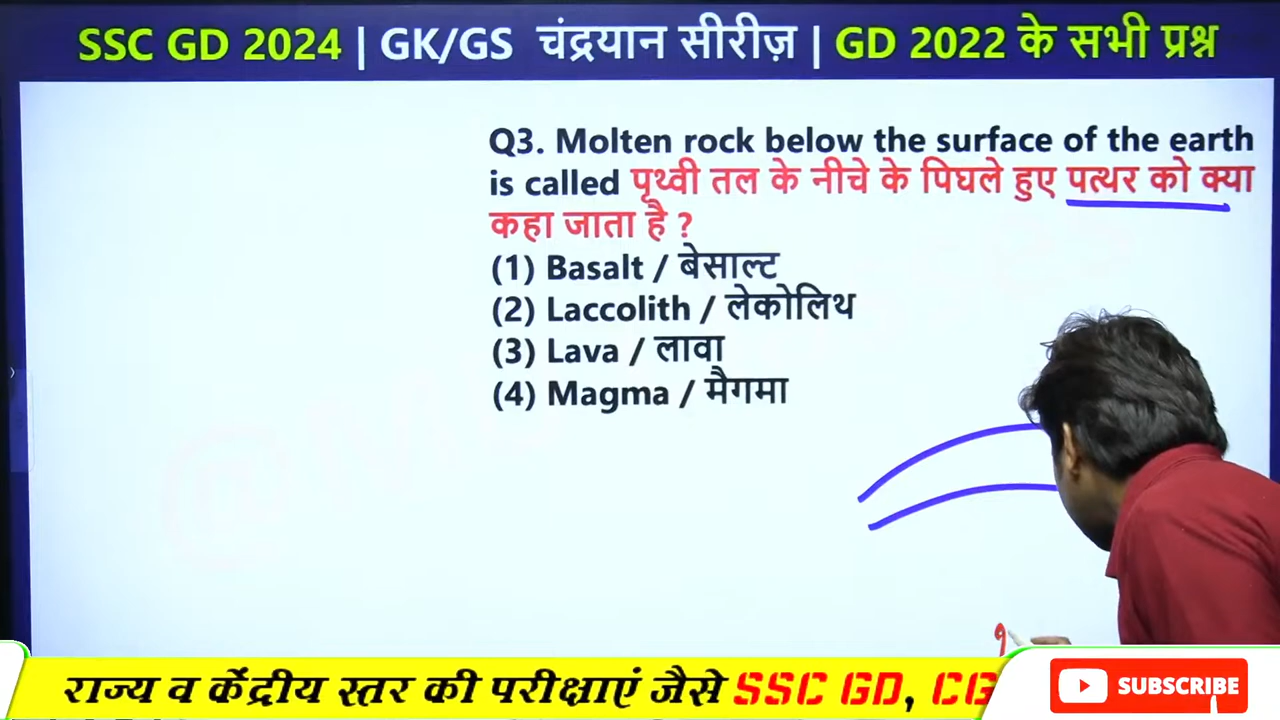 SSC GD 2024 | GK/GS चंद्रयान सीरीज़ | GD 2022 के सभी प्रश्न
Q3. Molten rock below the surface of the earth
is called पृथ्वी तल के नीचे के पिघले हुए पत्थर को क्या
कहा जाता है ?
(1) Basalt / बेसाल्ट
(2) Laccolith / लेकोलिथ
(3) Lava / लावा
(4) Magma / मैगमा
राज्य व केंद्रीय स्तर की परीक्षाएं जैसे SSC GD, CG
SUBSCRIBE